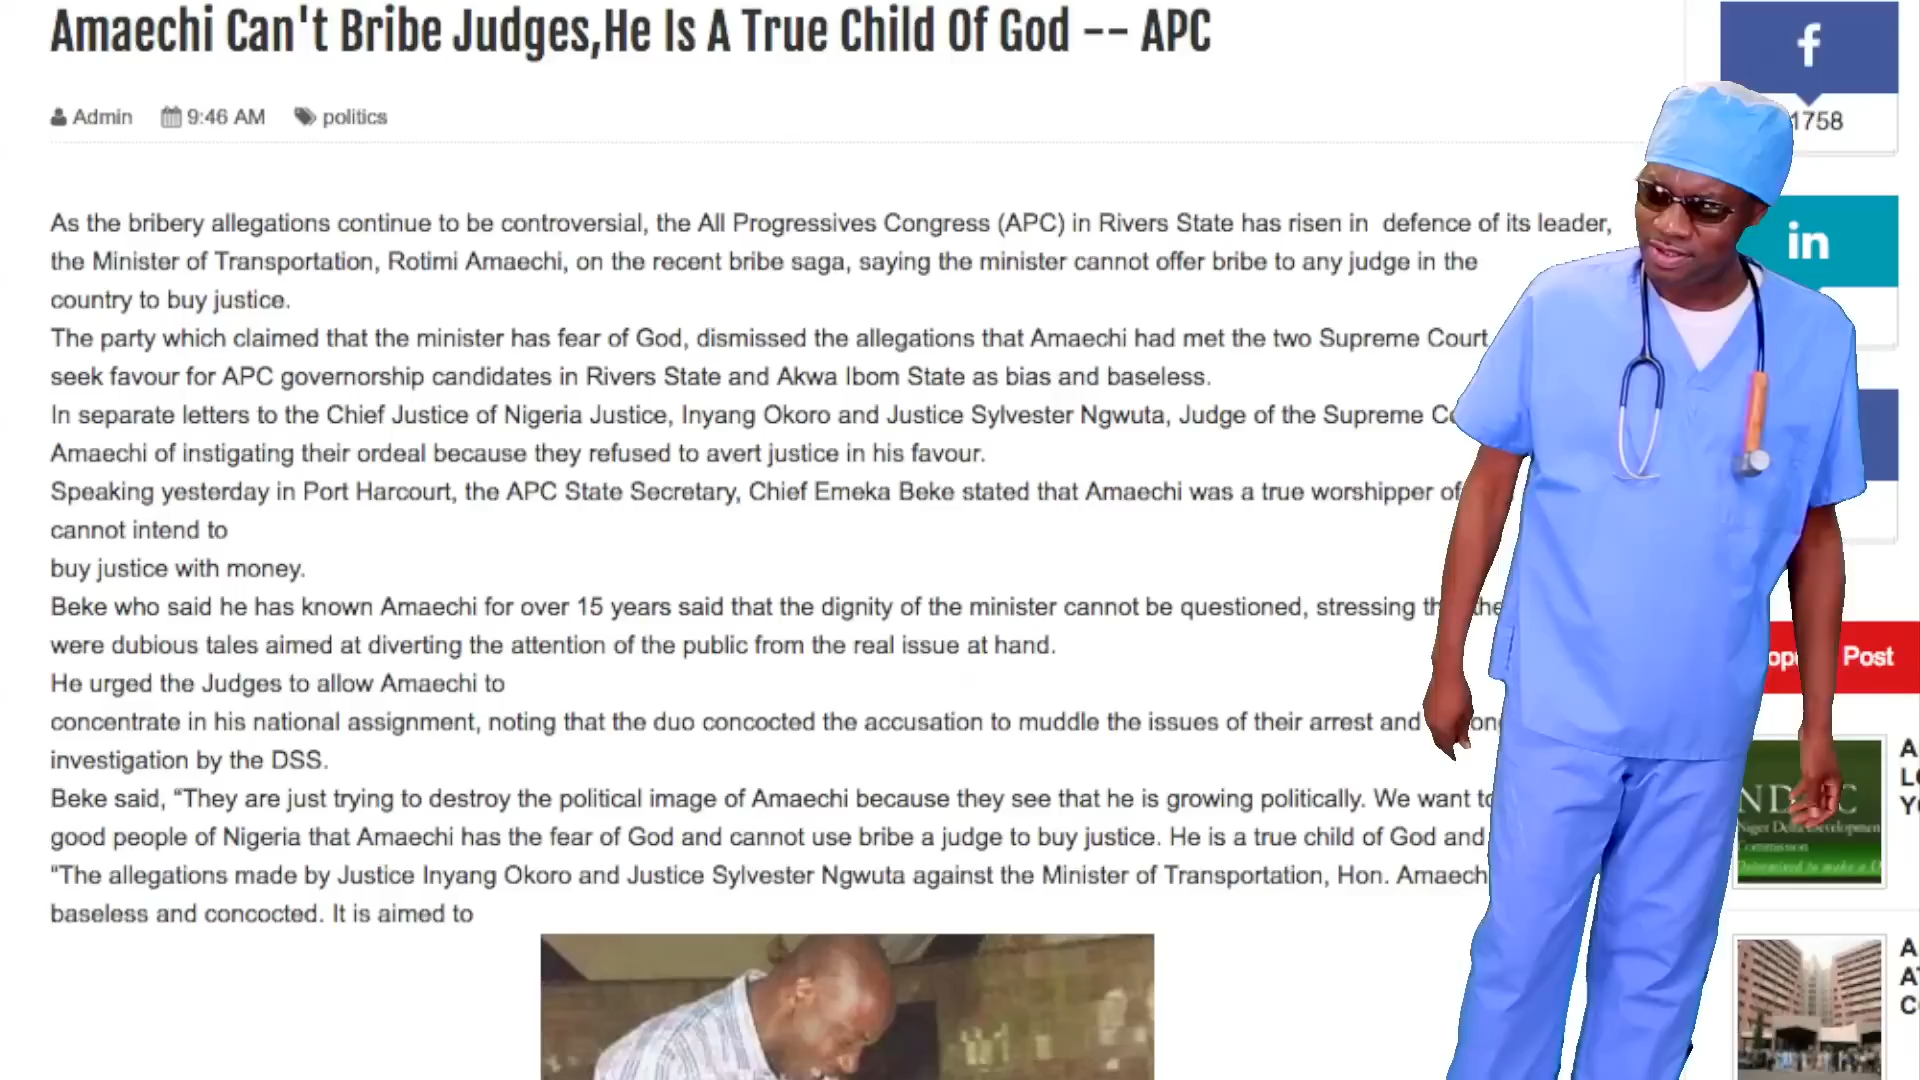 Amaechi Can't Bribe Judges,He Is A True Child Of God -- APC
Admin 9:46 AM politics
As the bribery allegations continue to be controversial, the All Progressives Congress (APC) in Rivers State has risen in defence of its leader,
the Minister of Transportation, Rotimi Amaechi, on the recent bribe saga, saying the minister cannot offer bribe to any judge in the
country to buy justice.
The party which claimed that the minister has fear of God, dismissed the allegations that Amaechi had met the two Supreme Court
seek favour for APC governorship candidates in Rivers State and Akwa Ibom State as bias and baseless.
In separate letters to the Chief Justice of Nigeria Justice, Inyang Okoro and Justice Sylvester Ngwuta, Judge of the Supreme
Amaechi of instigating their ordeal because they refused to avert justice in his favour.
Speaking yesterday in Port Harcourt, the APC State Secretary, Chief Emeka Beke stated that Amaechi was a true worshipper of
cannot intend to
buy justice with money.
Beke who said he has known Amaechi for over 15 years said that the dignity of the minister cannot be questioned, stressing
were dubious tales aimed at diverting the attention of the public from the real issue at hand.
He urged the Judges to allow Amaechi to
concentrate in his national assignment, noting that the duo concocted the accusation to muddle the issues of their arrest and
investigation by the DSS.
Beke said, “They are just trying to destroy the political image of Amaechi because they see that he is growing politically. We want
good people of Nigeria that Amaechi has the fear of God and cannot use bribe a judge to buy justice. He is a true child of God and
"The allegations made by Justice Inyang Okoro and Justice Sylvester Ngwuta against the Minister of Transportation, Hon.
baseless and concocted. It is aimed to
f
1758
in
Post
Niger Delta Development
Commission